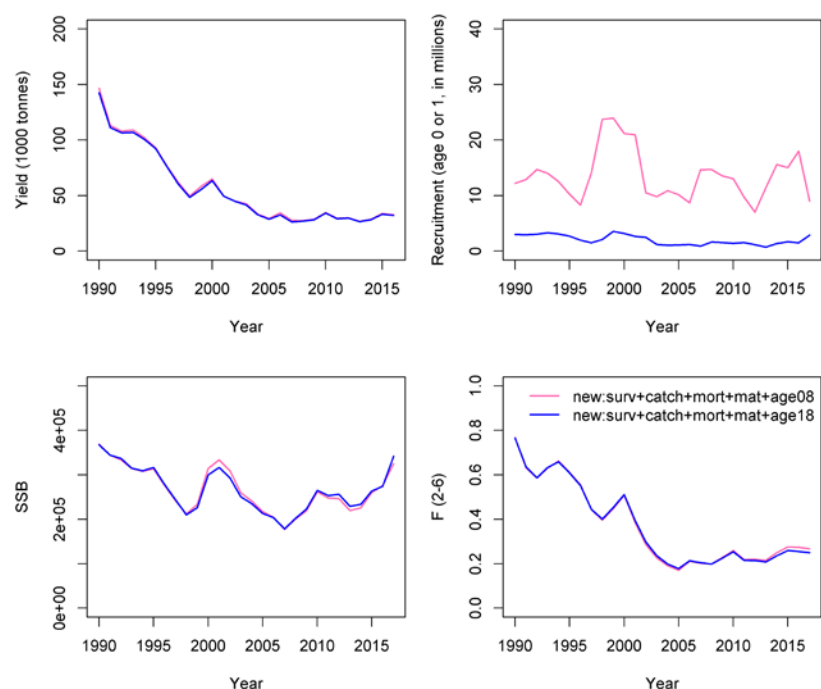 Yield (1000 tonnes)
200
150
100
50
0
1990 1995 2000 2005 2010 2015
Year
Recruitment (age 0 or 1, in millions)
40
30
20
10
0
1990 1995 2000 2005 2010 2015
Year
SSB
4e+05
2e+05
0e+00
1990 1995 2000 2005 2010 2015
Year
F (2-6)
1.0
0.8
0.6
0.4
0.2
0.0
new:surv+catch+mort+mat+age08
new:surv+catch+mort+mat+age18
1990 1995 2000 2005 2010 2015
Year